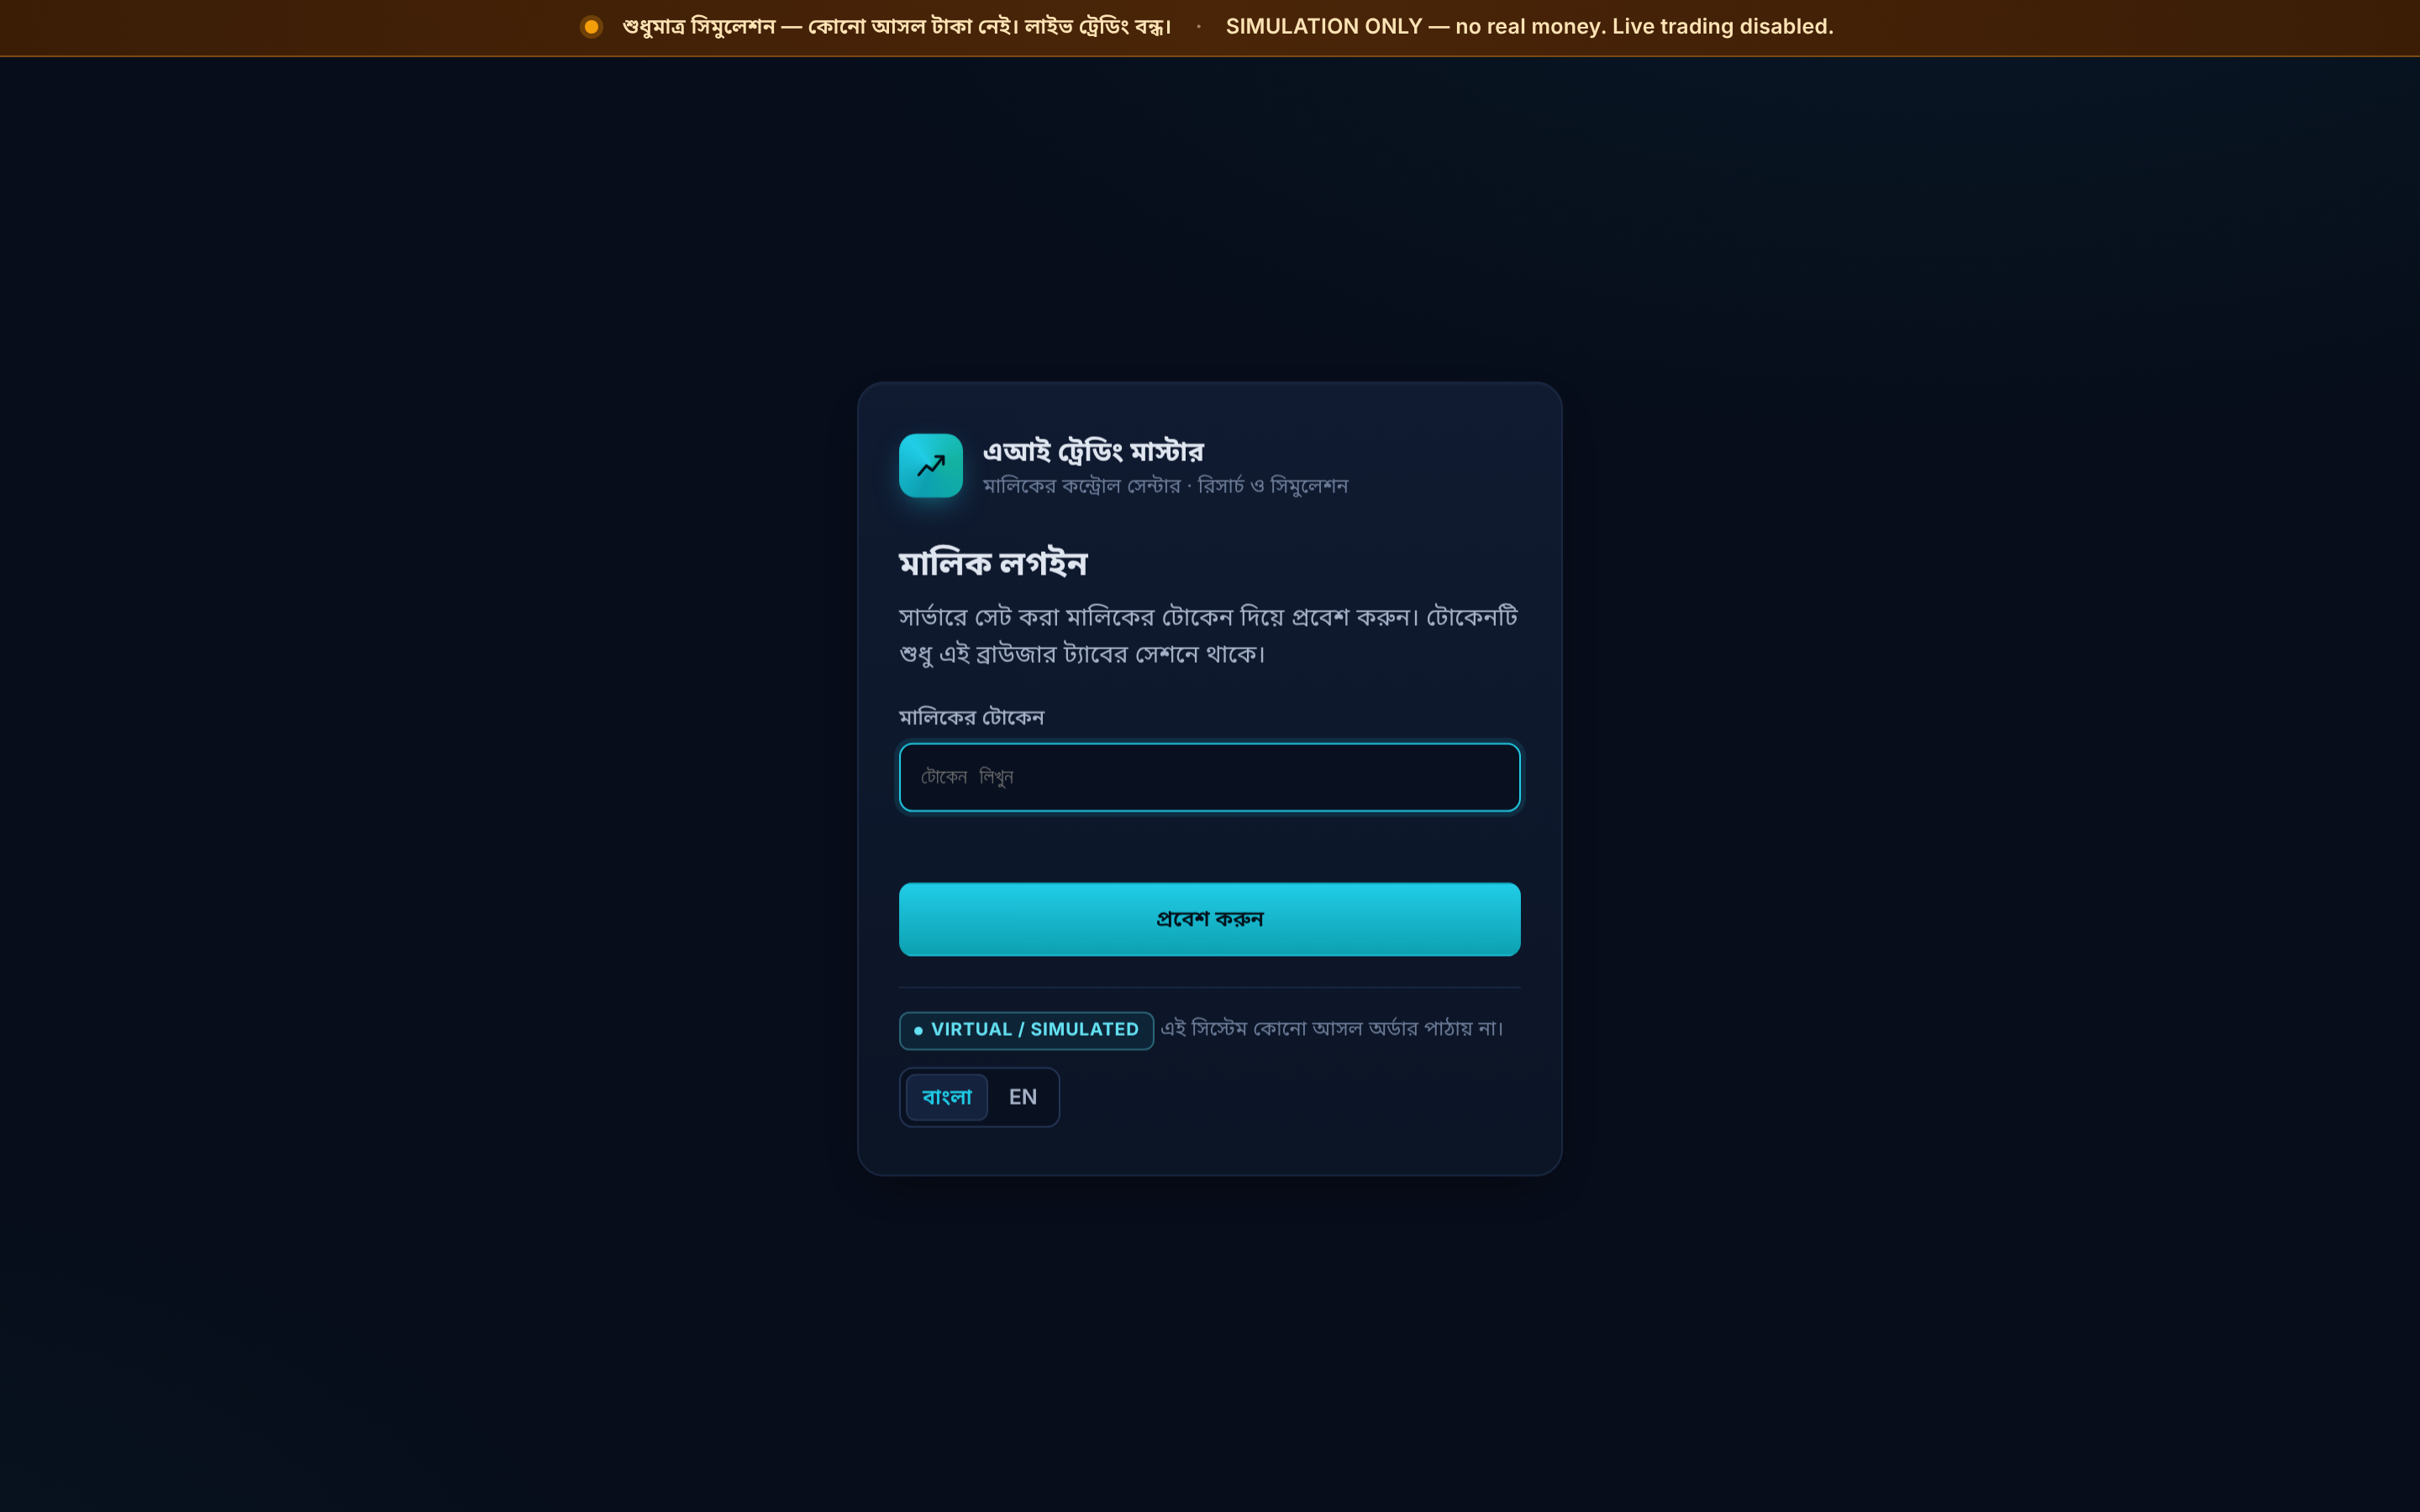 শুধুমাত্র সিমুলেশন — কোনো আসল টাকা নেই। লাইভ ট্রেডিং বন্ধ। · SIMULATION ONLY — no real money. Live trading disabled.
এআই ট্রেডিং মাস্টার
মালিকের কন্ট্রোল সেন্টার · রিসার্চ ও সিমুলেশন
মালিক লগইন
সার্ভারে সেট করা মালিকের টোকেন দিয়ে প্রবেশ করুন। টোকেনটি
শুধু এই ব্রাউজার ট্যাবের সেশনে থাকে।
মালিকের টোকেন
টোকেন লিখুন
প্রবেশ করুন
VIRTUAL / SIMULATED এই সিস্টেম কোনো আসল অর্ডার পাঠায় না।
বাংলা EN